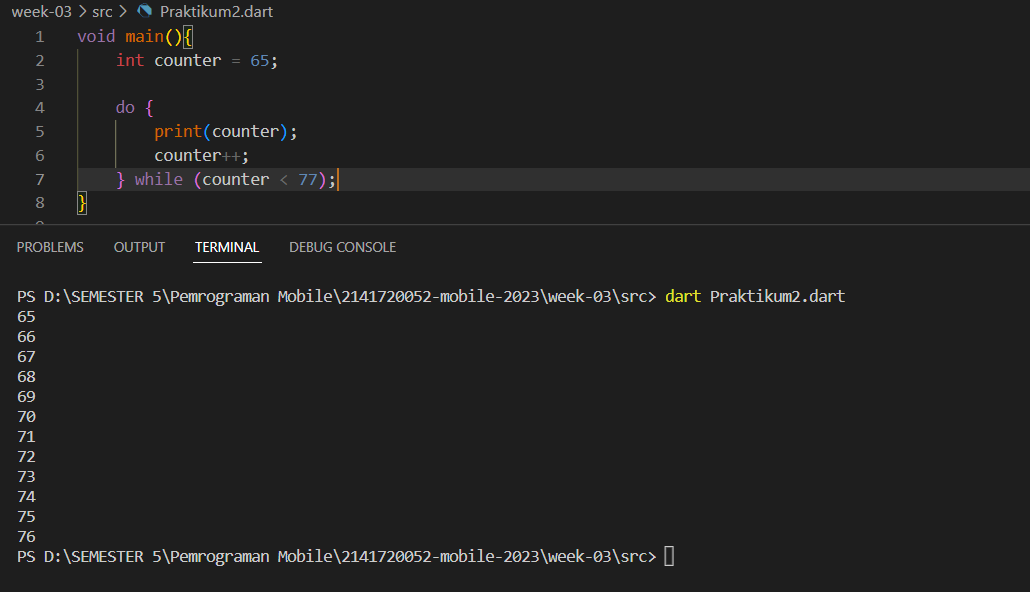 week-03 > src > Praktikum2.dart
1 void main(){
2 int counter = 65;
3
4 do {
5 print(counter);
6 counter++;
7 } while (counter < 77);
8 }
PROBLEMS OUTPUT TERMINAL DEBUG CONSOLE
PS D:\SEMESTER 5\Pemrograman Mobile\2141720052-mobile-2023\week-03\src> dart Praktikum2.dart
65
66
67
68
69
70
71
72
73
74
75
76
PS D:\SEMESTER 5\Pemrograman Mobile\2141720052-mobile-2023\week-03\src>